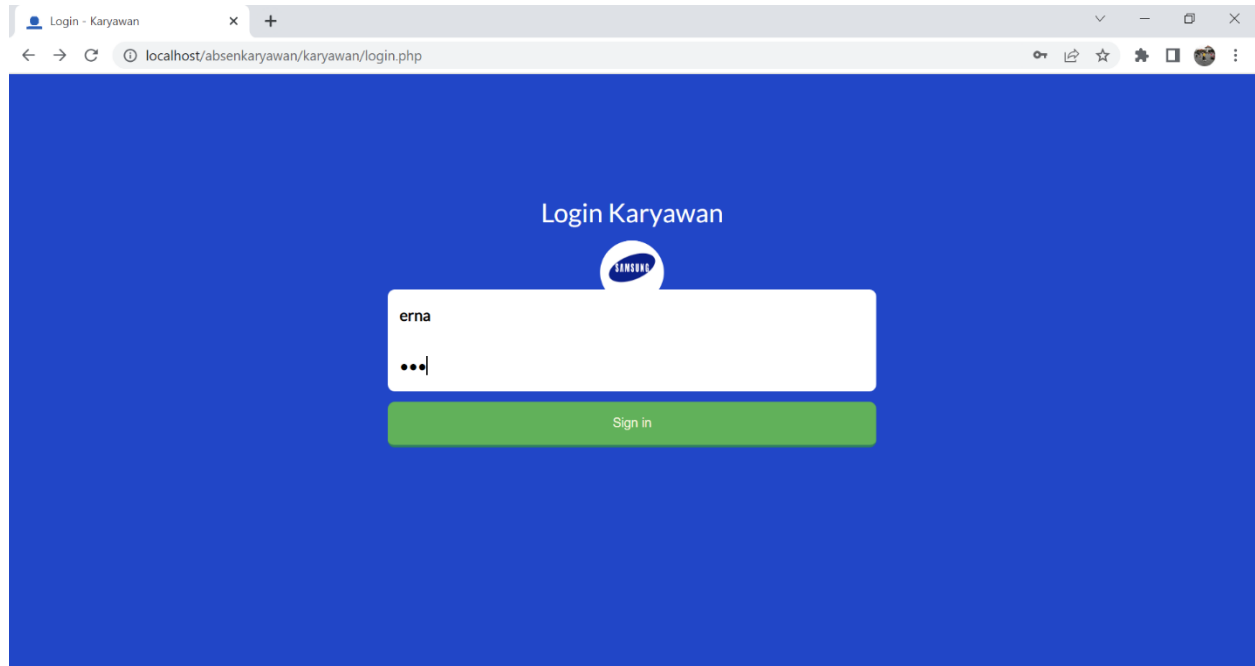 Login - Karyawan
localhost/absenkaryawan/karyawan/login.php
Login Karyawan
SAMSUNG
erna
•••
Sign in